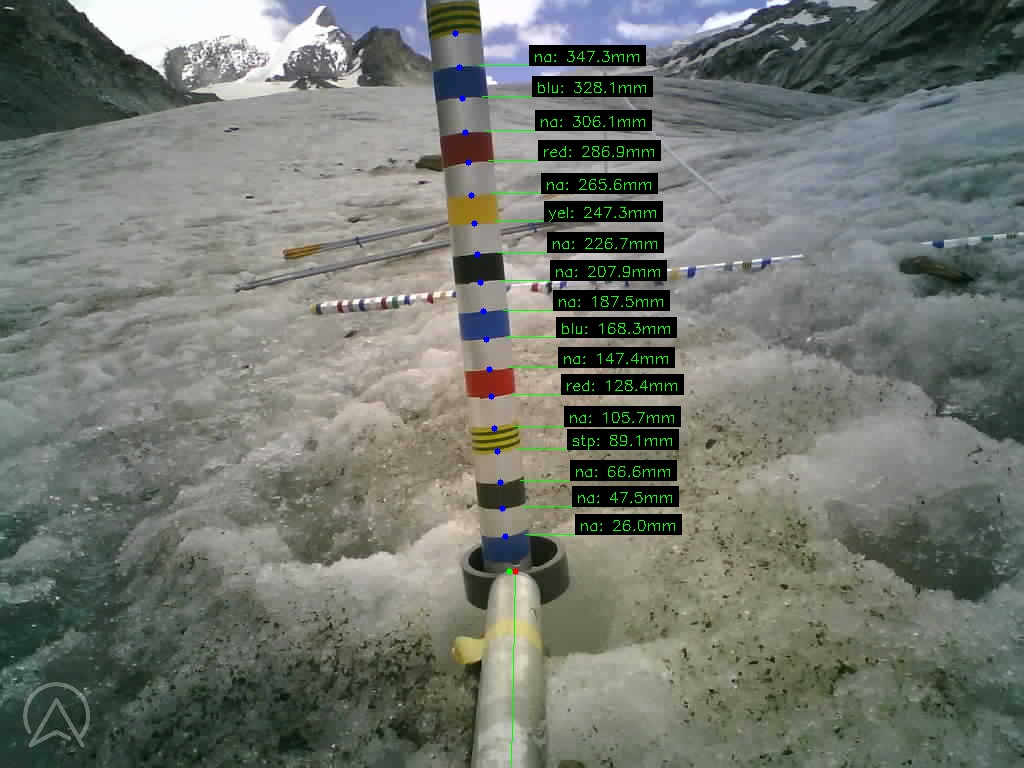 na: 347.3mm
blu: 328.1mm
na: 306.1mm
red: 286.9mm
na: 265.6mm
yel: 247.3mm
na: 226.7mm
na: 207.9mm
na: 187.5mm
blu: 168.3mm
na: 147.4mm
red: 128.4mm
na: 105.7mm
stp: 89.1mm
na: 66.6mm
na: 47.5mm
na: 26.0mm